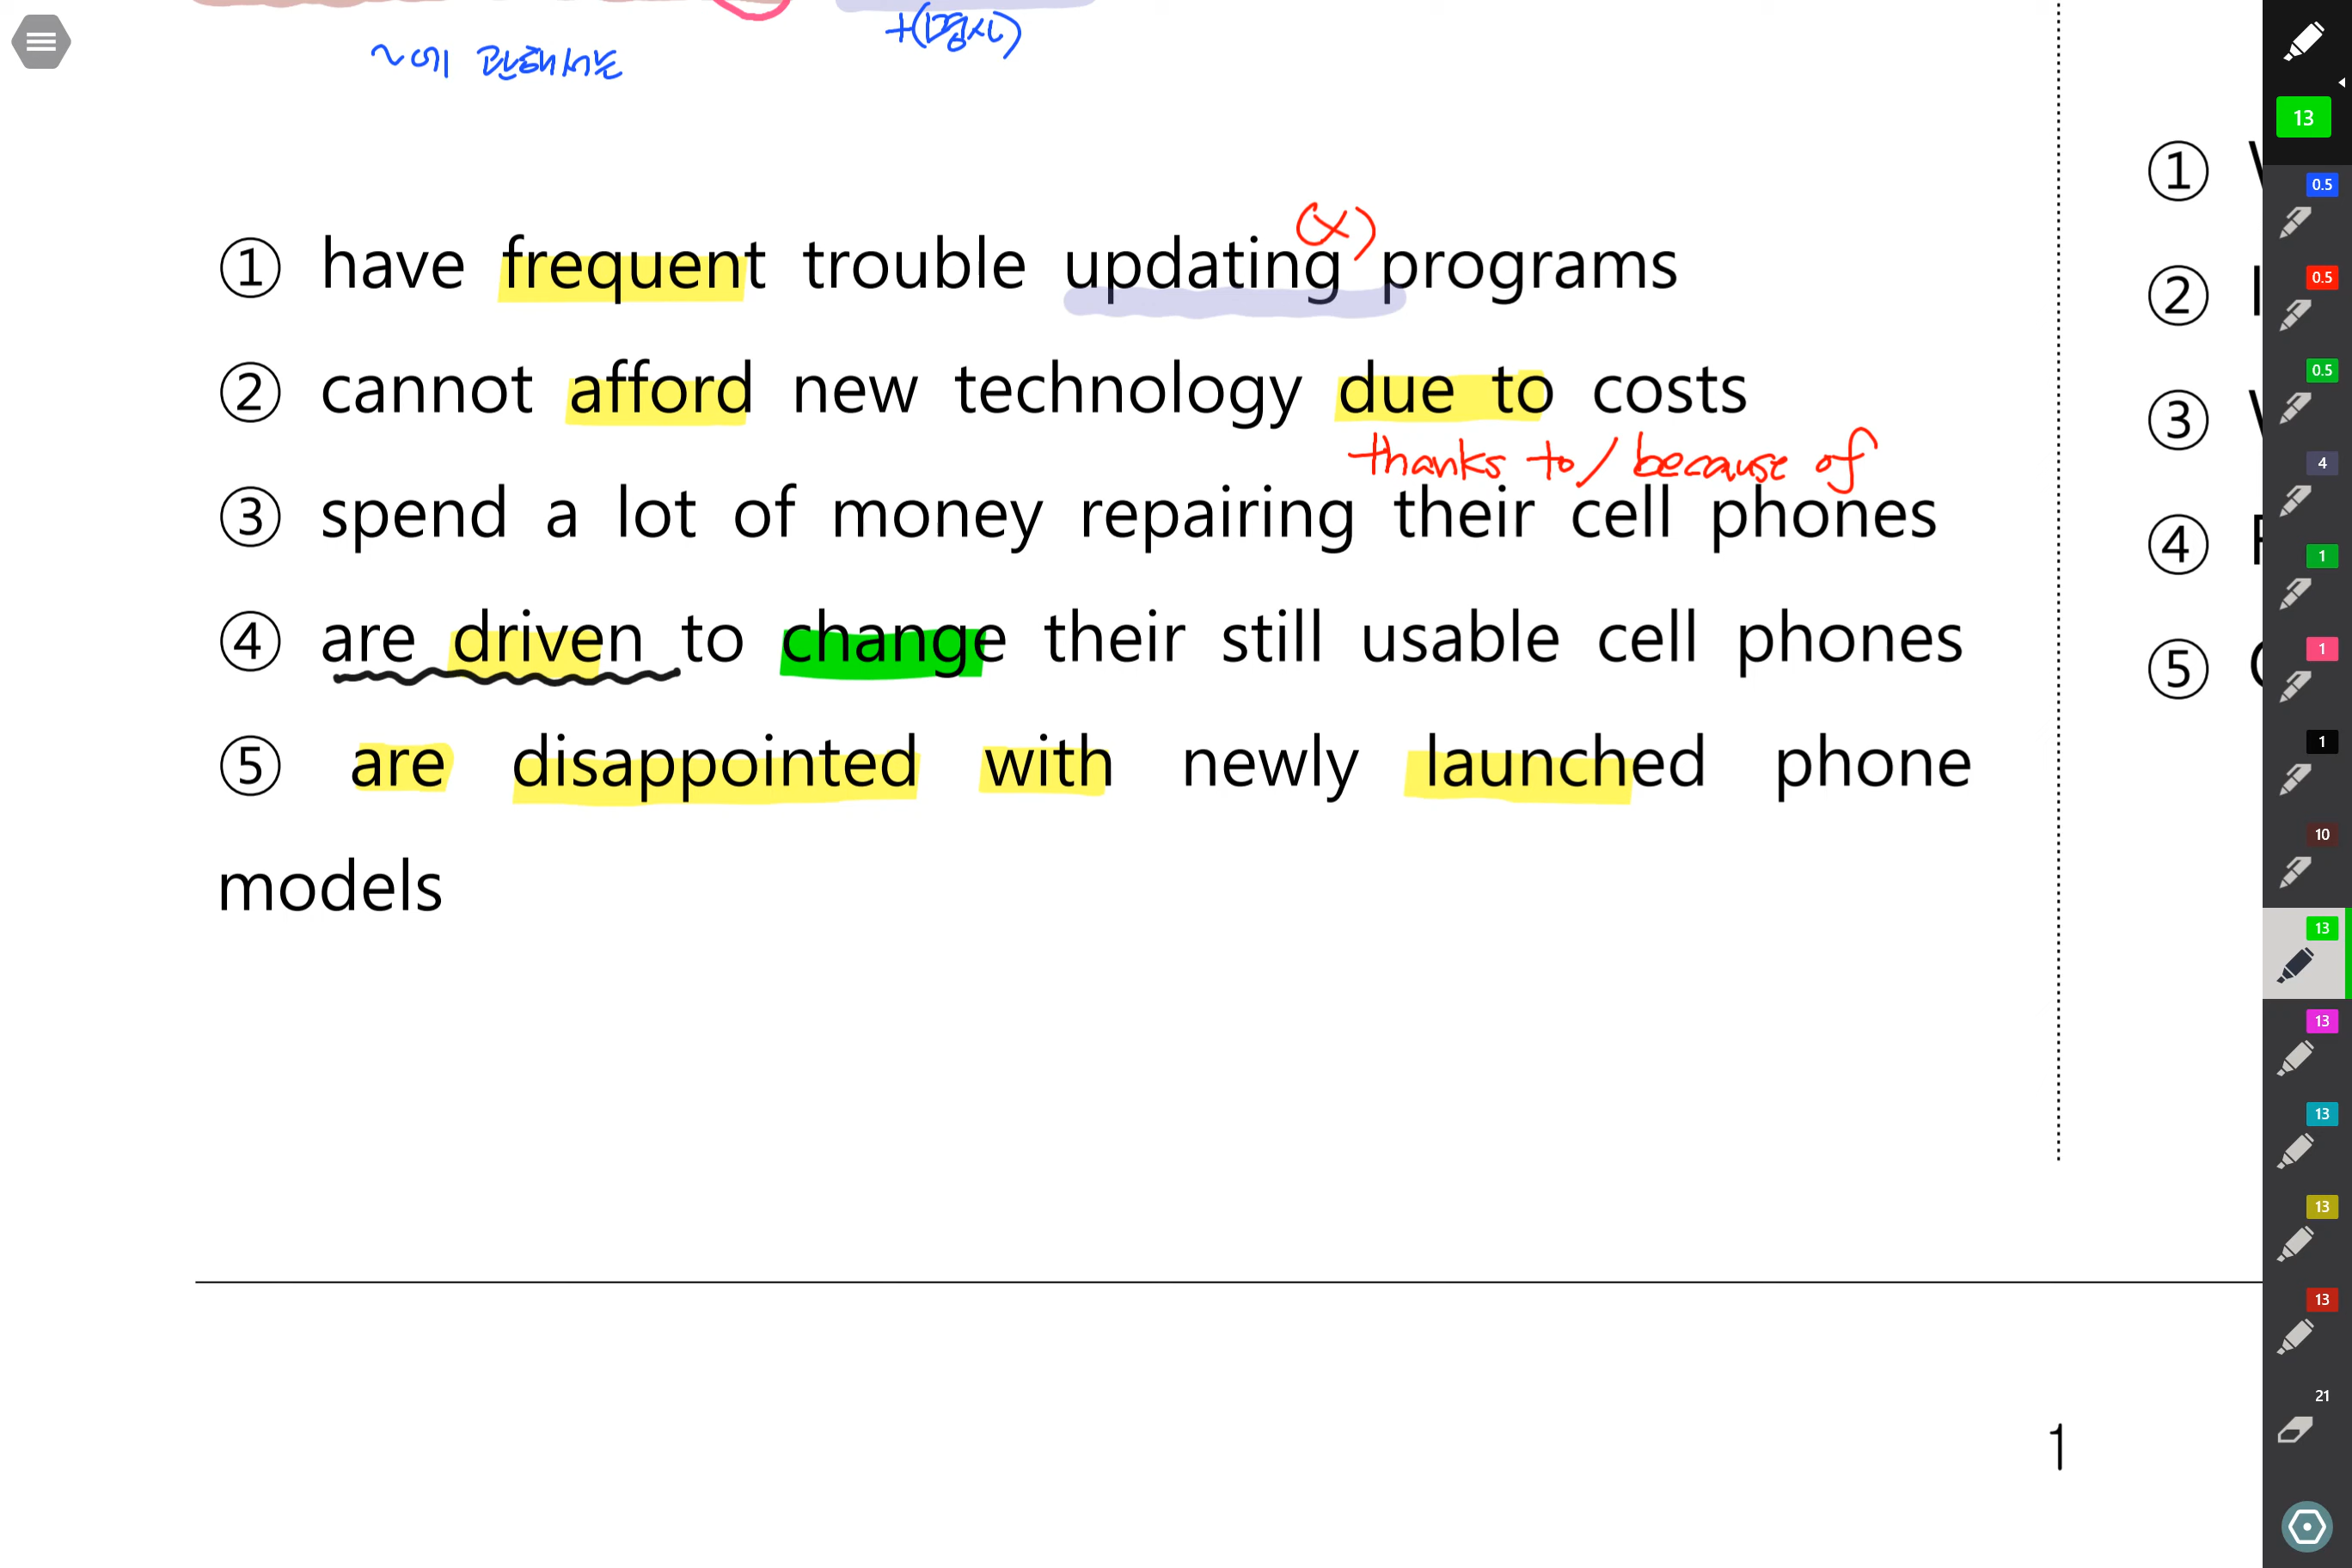 ~에 관해서는
+(명사)
① have frequent trouble updating programs
(x)
② cannot afford new technology due to costs
thanks to / because of
③ spend a lot of money repairing their cell phones
④ are driven to change their still usable cell phones
⑤ are disappointed with newly launched phone
models
①
②
③
④
⑤
1
13
0.5
0.5
0.5
4
1
1
1
10
13
13
13
13
13
21